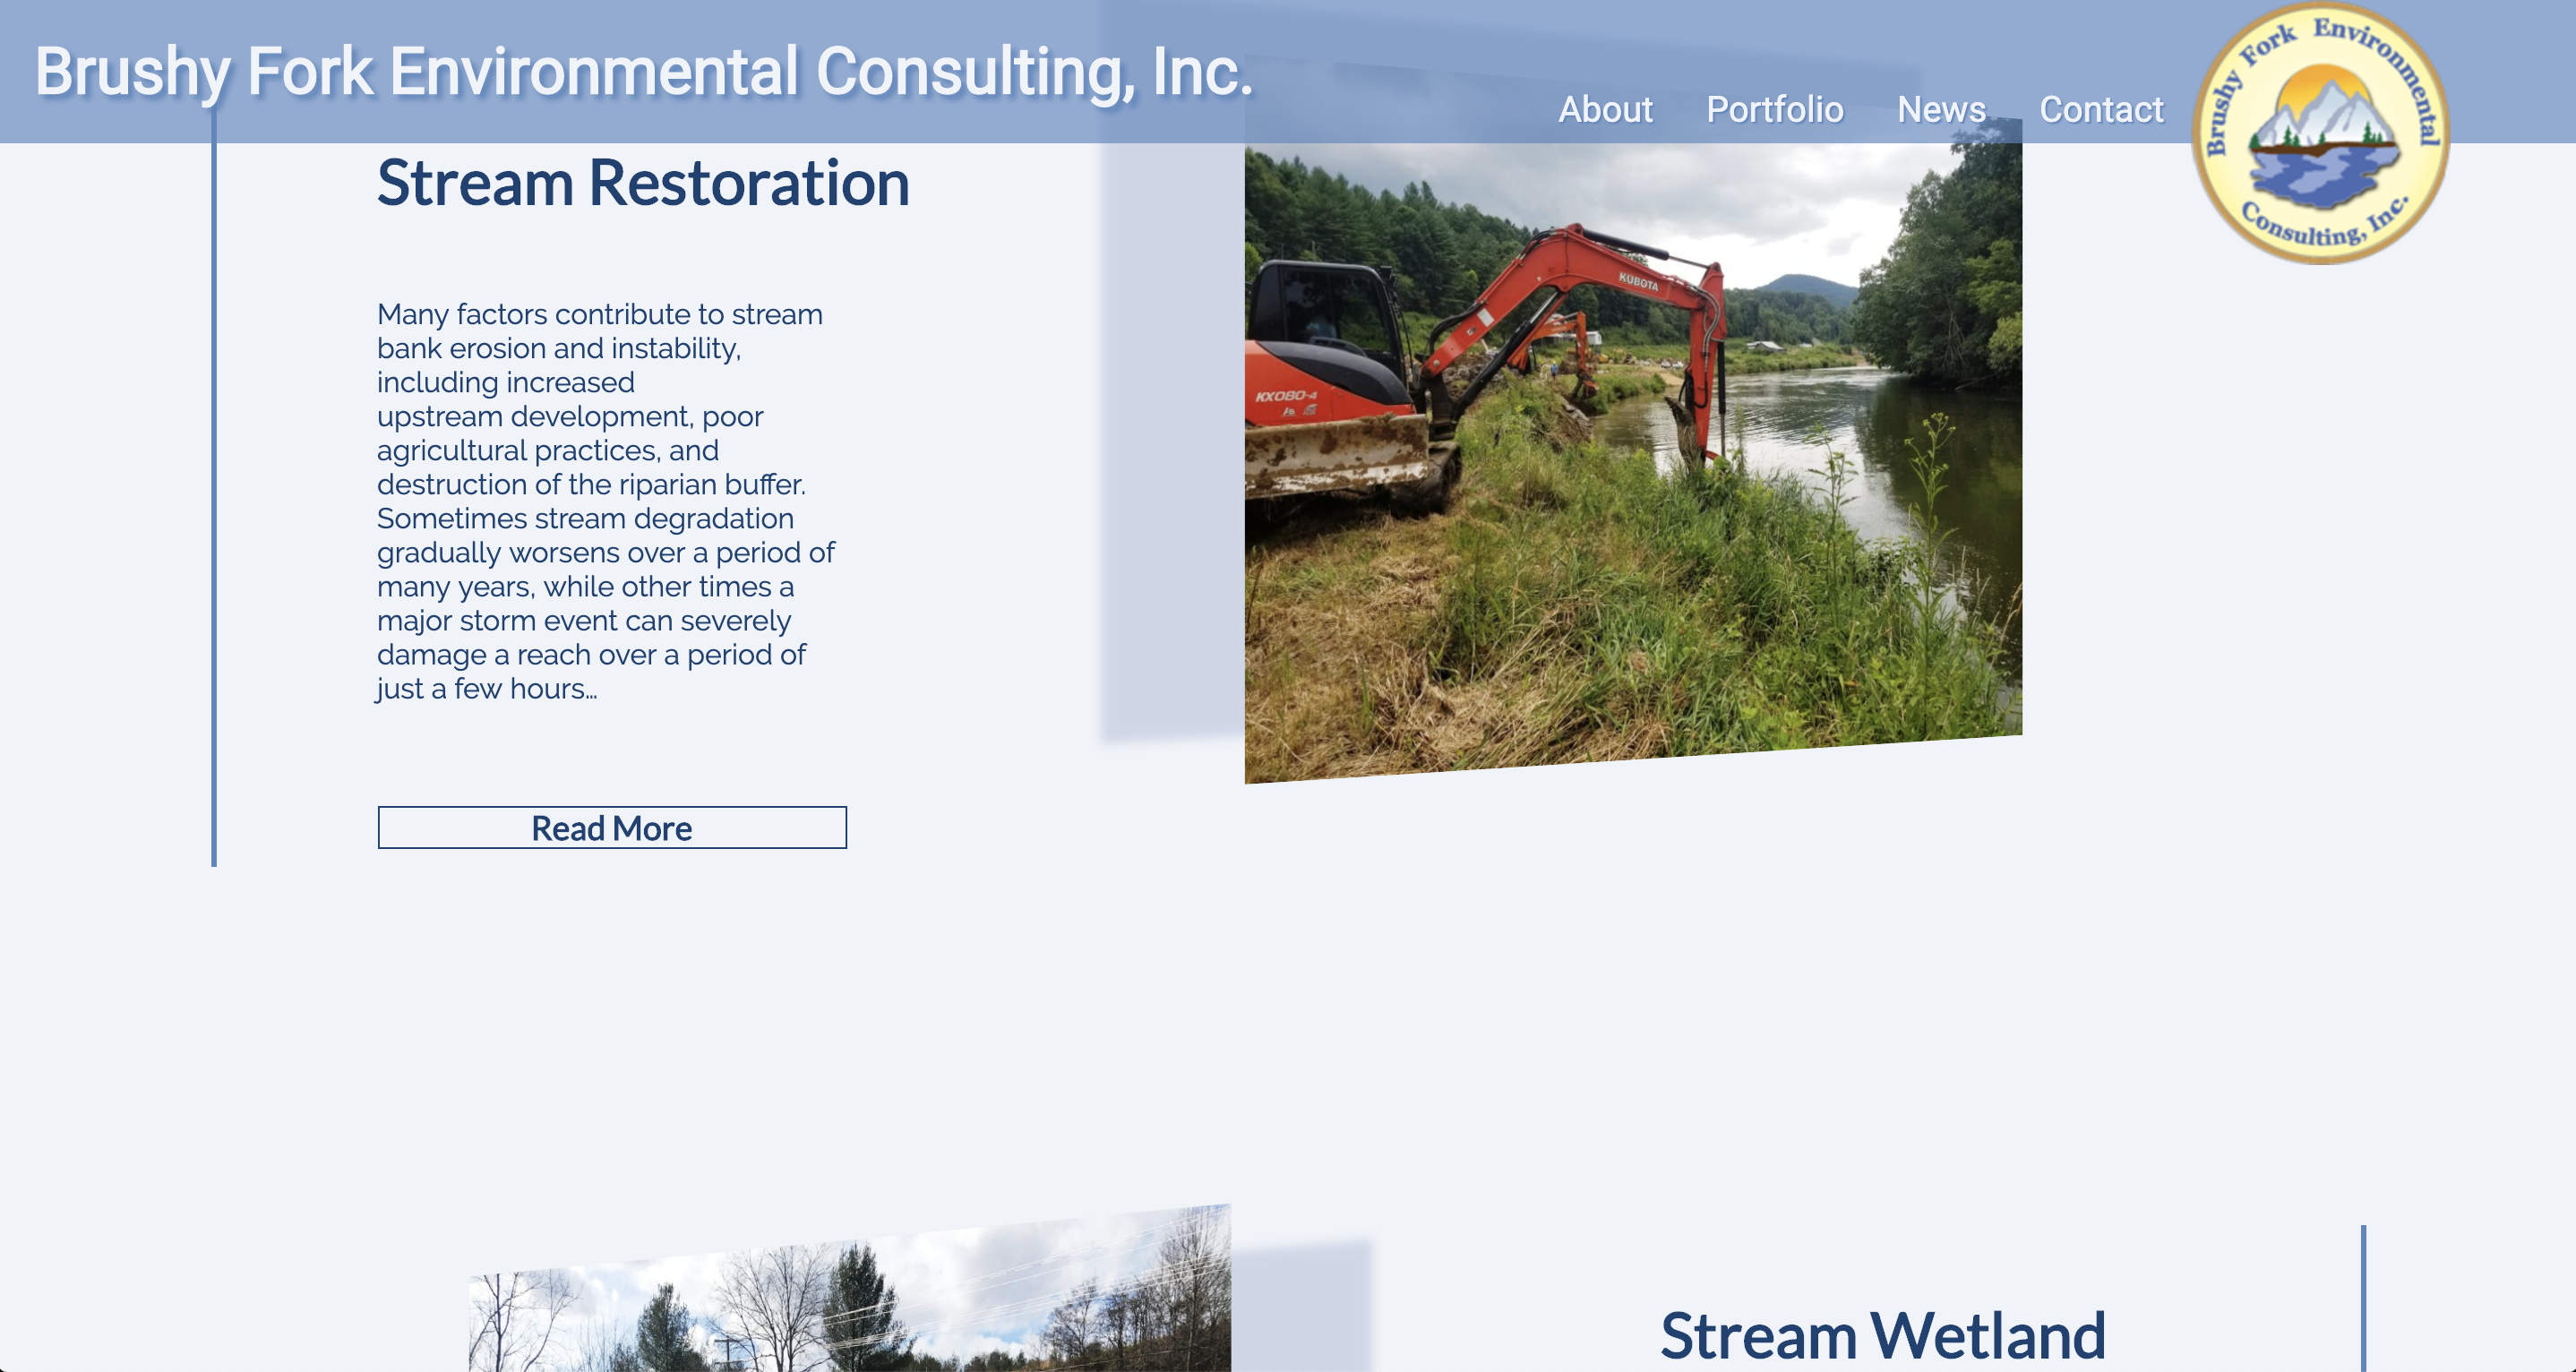 Brushy Fork Environmental Consulting, Inc.
About Portfolio News Contact
Brushy Fork Environmental
Consulting, Inc.
Stream Restoration
KUBOTA
KX080-4
Many factors contribute to stream
bank erosion and instability,
including increased
upstream development, poor
agricultural practices, and
destruction of the riparian buffer.
Sometimes stream degradation
gradually worsens over a period of
many years, while other times a
major storm event can severely
damage a reach over a period of
just a few hours...
Read More
Stream Wetland